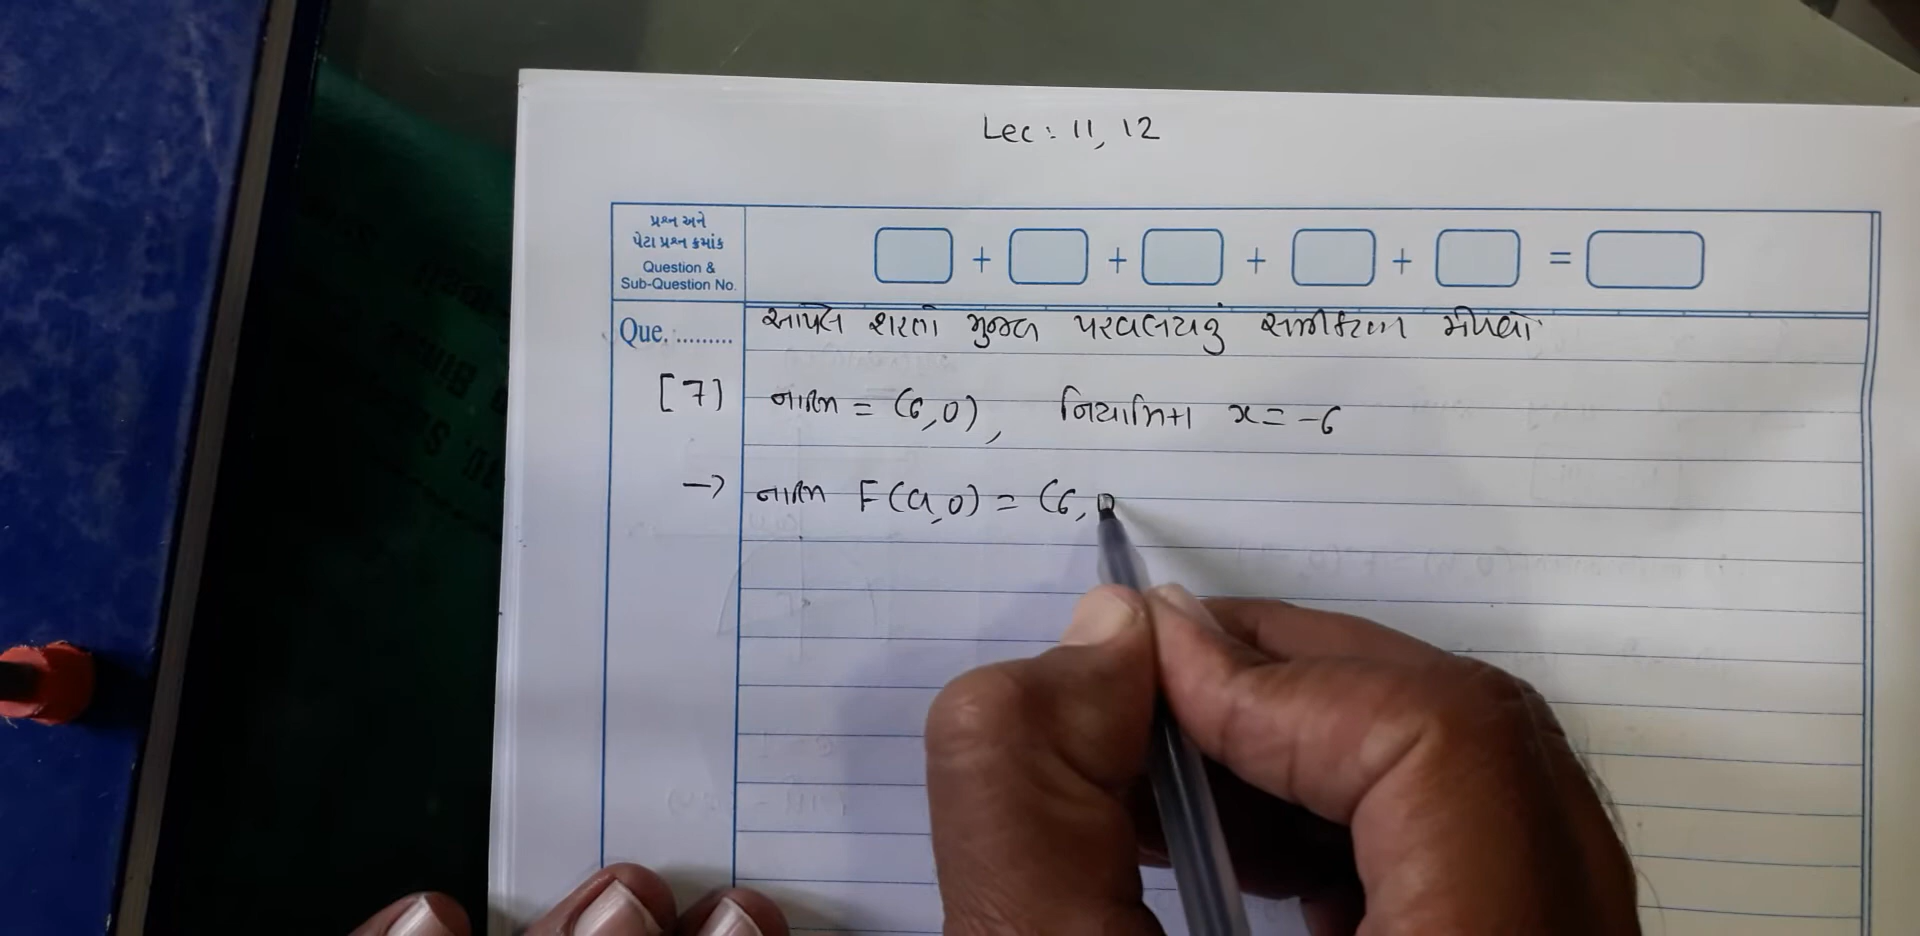 Lec : 11, 12
પ્રશ્ન અને
પેટા પ્રશ્ન ક્રમાંક
Question &
Sub-Question No.
+ + + + =
Que. :.........
આપેલ શરતો મુજબ પરવલયનું સમીકરણ મેળવો
[7] નાભિ = (6,0), નિયામિકા x = -6
→ નાભિ F(a,0) = (6, 0